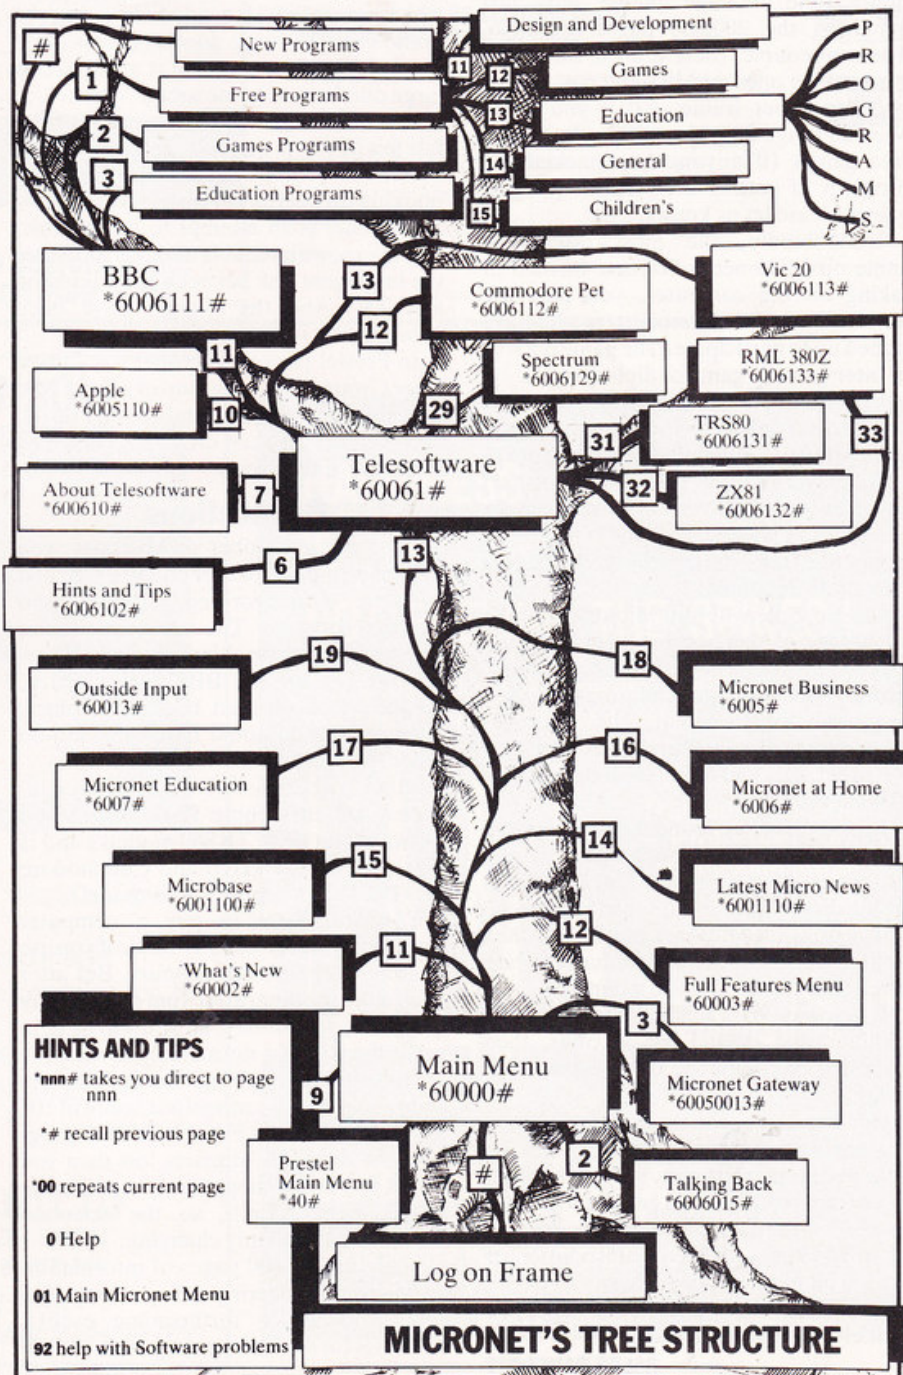 #
New Programs
1
Free Programs
2
Games Programs
3
Education Programs
11
Design and Development
12
Games
13
Education
14
General
15
Children's
P
R
O
G
R
A
M
S
BBC
*6006111#
13
Vic 20
*6006113#
12
Commodore Pet
*6006112#
11
Apple
*6005110#
10
29
Spectrum
*6006129#
RML 380Z
*6006133#
33
31
TRS80
*6006131#
32
ZX81
*6006132#
Telesoftware
*60061#
About Telesoftware
*600610#
7
Hints and Tips
*6006102#
6
13
Outside Input
*60013#
19
18
Micronet Business
*6005#
Micronet Education
*6007#
17
16
Micronet at Home
*6006#
Microbase
*6001100#
15
14
Latest Micro News
*6001110#
What's New
*60002#
11
12
Full Features Menu
*60003#
Main Menu
*60000#
3
Micronet Gateway
*60050013#
9
Prestel
Main Menu
*40#
#
2
Talking Back
*6006015#
Log on Frame
HINTS AND TIPS
*nnn# takes you direct to page
nnn
*# recall previous page
*00 repeats current page
0 Help
01 Main Micronet Menu
92 help with Software problems
MICRONET'S TREE STRUCTURE